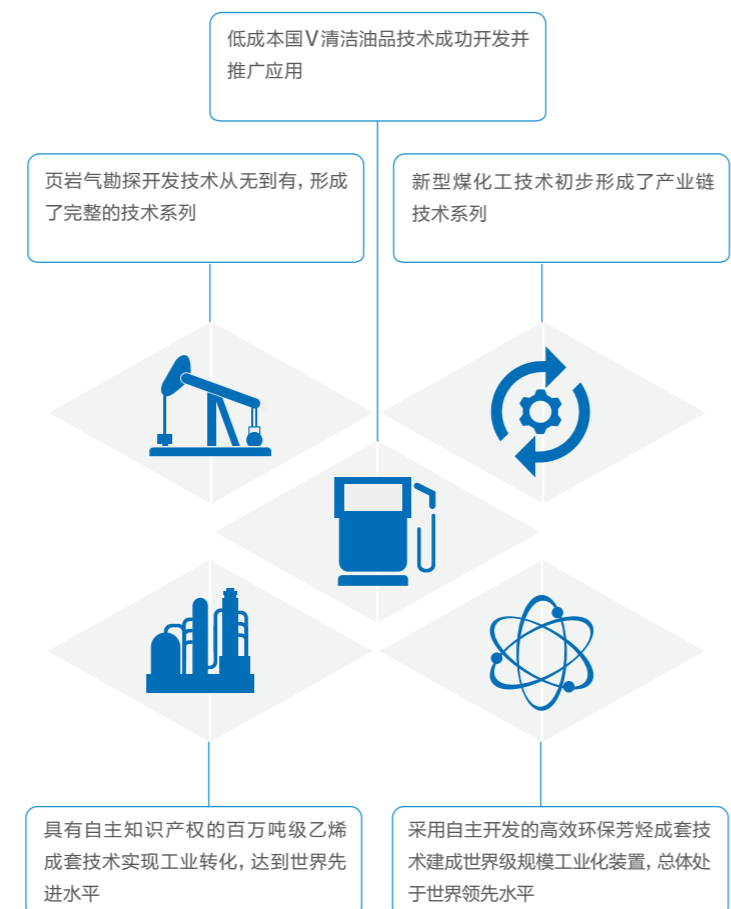 低成本国V清洁油品技术成功开发并
推广应用
页岩气勘探开发技术从无到有，形成
了完整的技术系列
新型煤化工技术初步形成了产业链
技术系列
具有自主知识产权的百万吨级乙烯
成套技术实现工业转化，达到世界先
进水平
采用自主开发的高效环保芳烃成套技
术建成世界级规模工业化装置，总体处
于世界领先水平